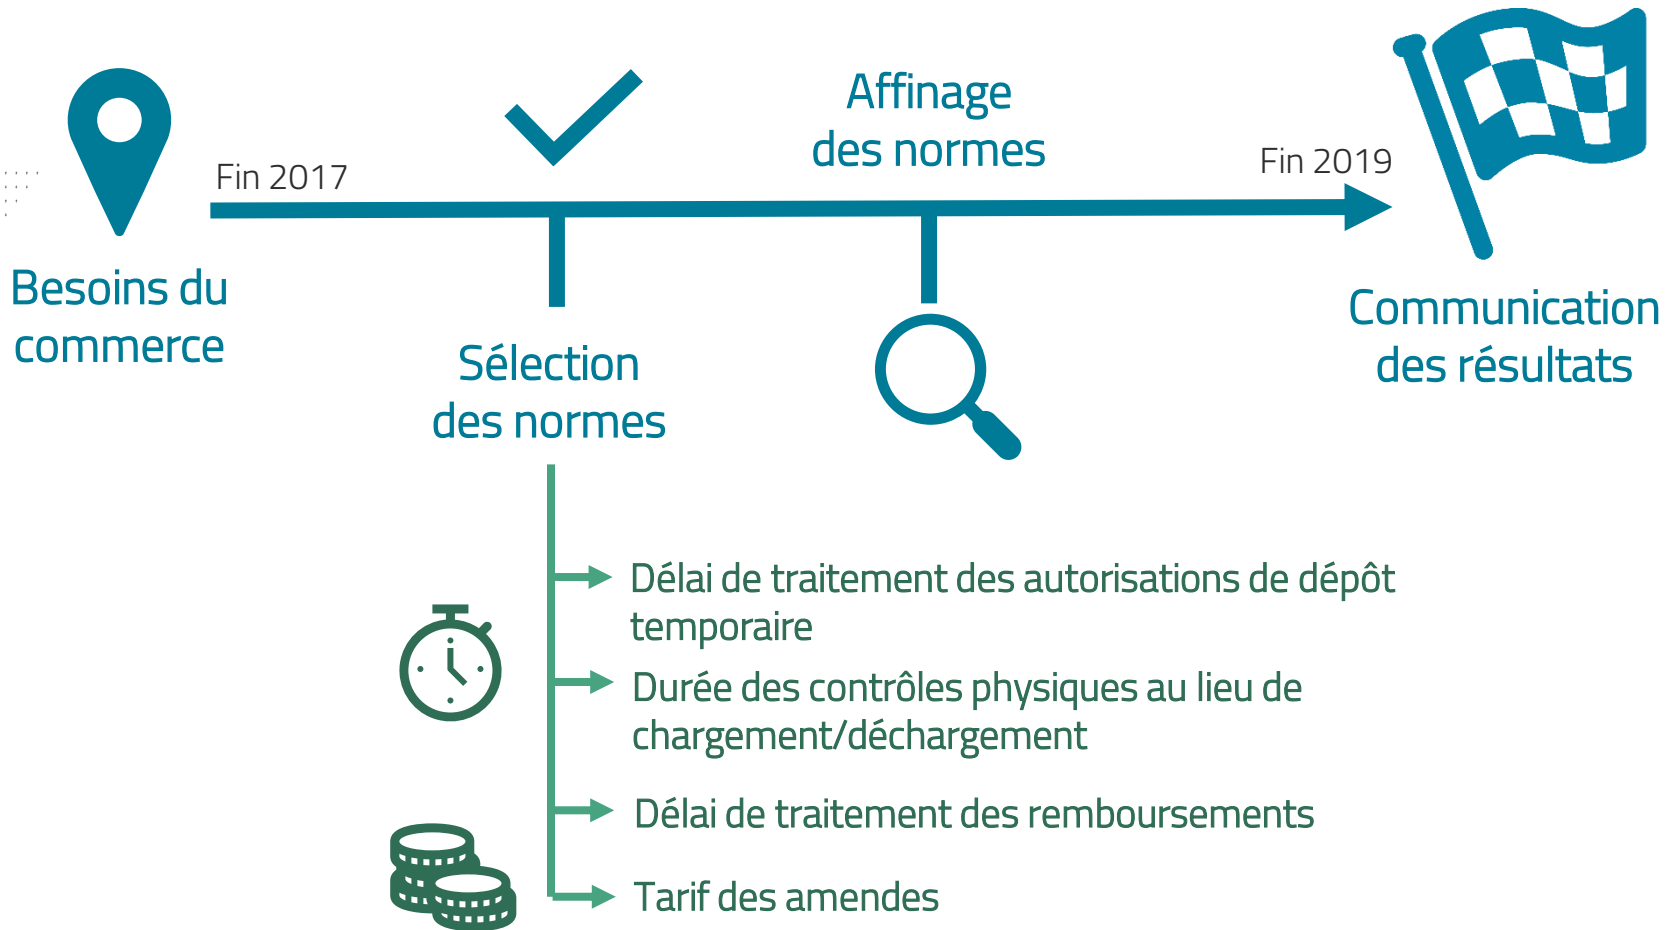 Besoins du
commerce
Fin 2017
Sélection
des normes
Affinage
des normes
Fin 2019
Communication
des résultats
Délai de traitement des autorisations de dépôt
temporaire
Durée des contrôles physiques au lieu de
chargement/déchargement
Délai de traitement des remboursements
Tarif des amendes